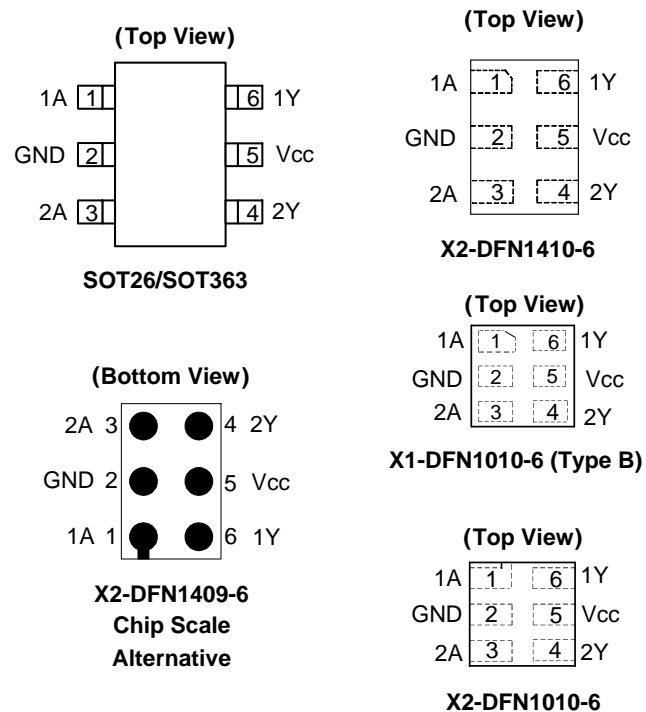 (Top View)
1A 1 6 1Y
GND 2 5 Vcc
2A 3 4 2Y
SOT26/SOT363
(Bottom View)
2A 3 4 2Y
GND 2 5 Vcc
1A 1 6 1Y
X2-DFN1409-6
Chip Scale
Alternative
(Top View)
1A 1 6 1Y
GND 2 5 Vcc
2A 3 4 2Y
X2-DFN1410-6
(Top View)
1A 1 6 1Y
GND 2 5 Vcc
2A 3 4 2Y
X1-DFN1010-6 (Type B)
(Top View)
1A 1 6 1Y
GND 2 5 Vcc
2A 3 4 2Y
X2-DFN1010-6